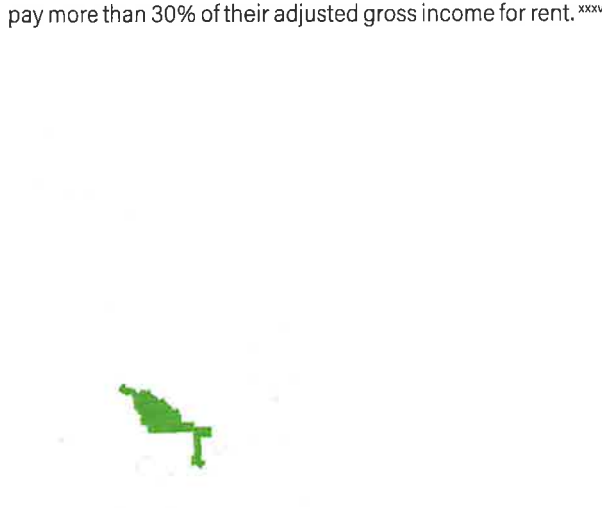 pay more than 30% of their adjusted gross income for rent. xxxv